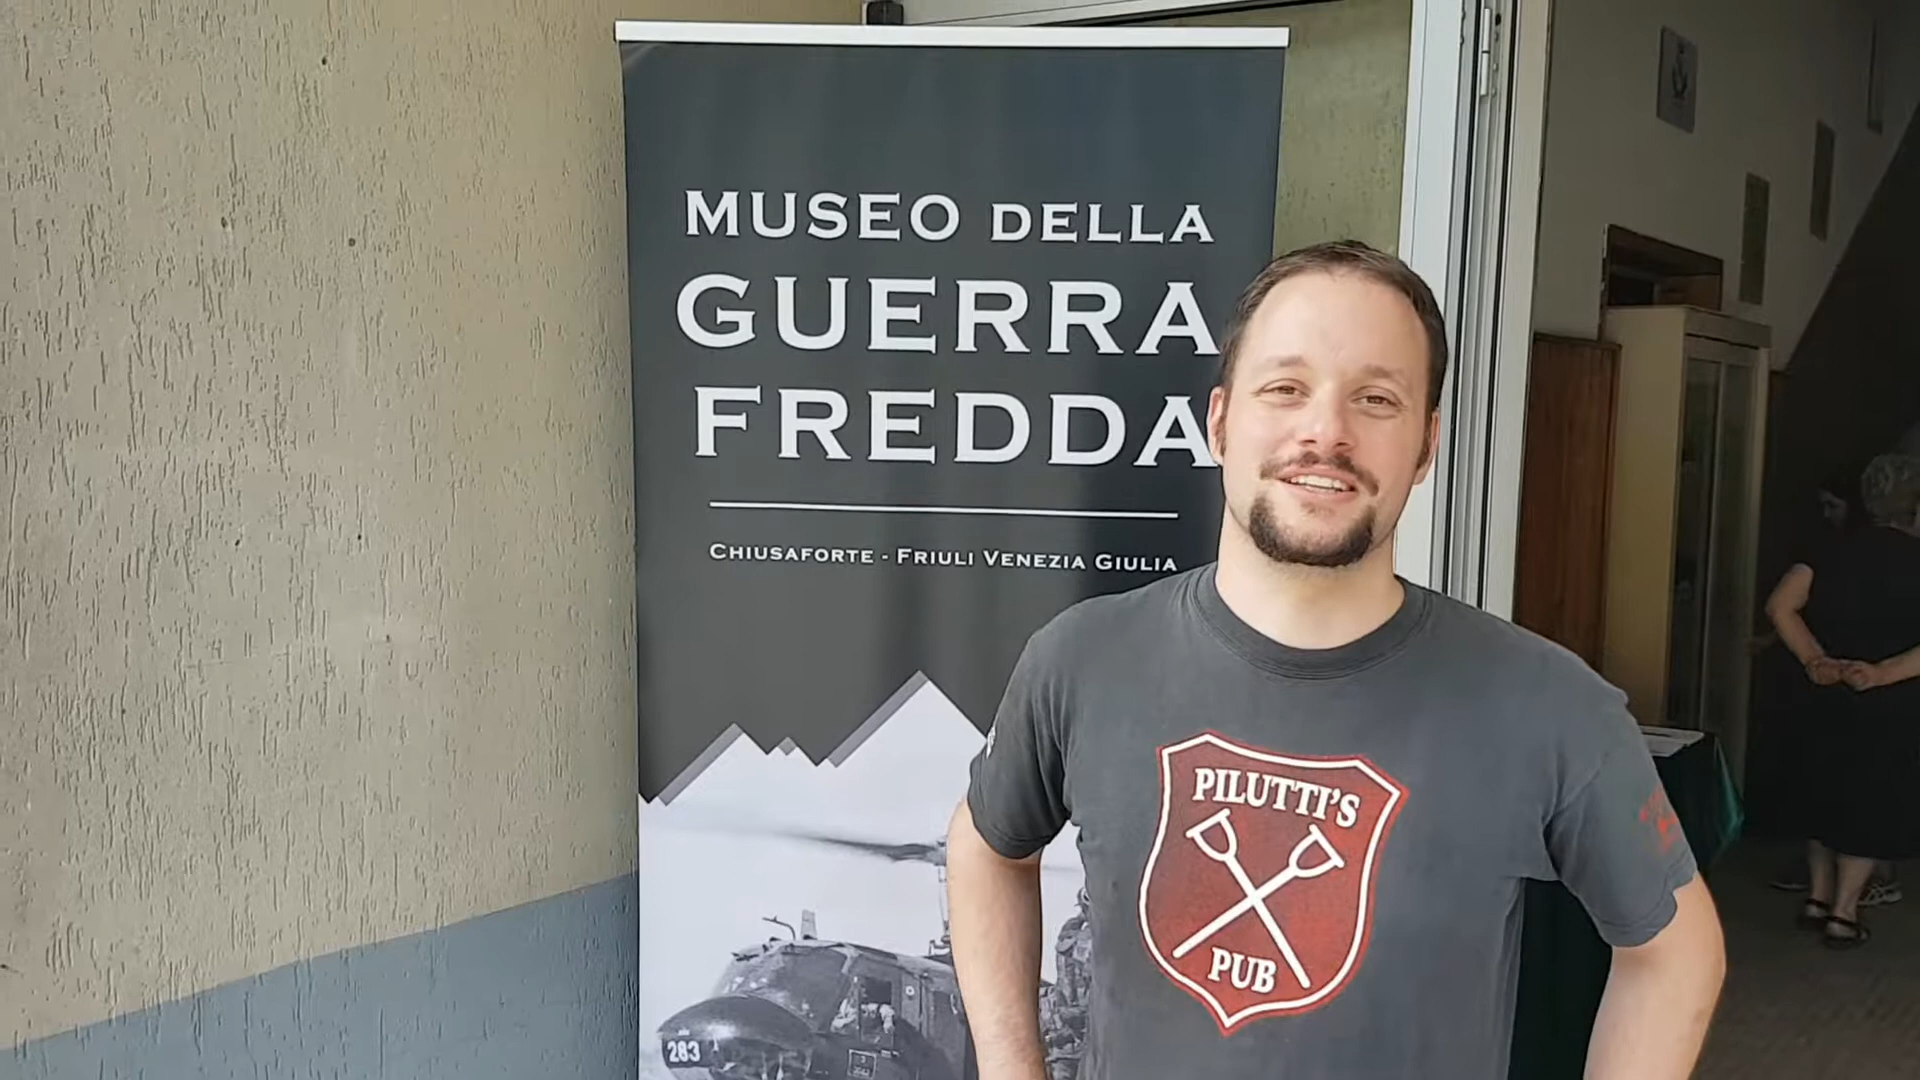 MUSEO DELLA
GUERRA
FREDDA
CHIUSAFORTE - FRIULI VENEZIA GIULIA
PILUTTI'S
PUB
283